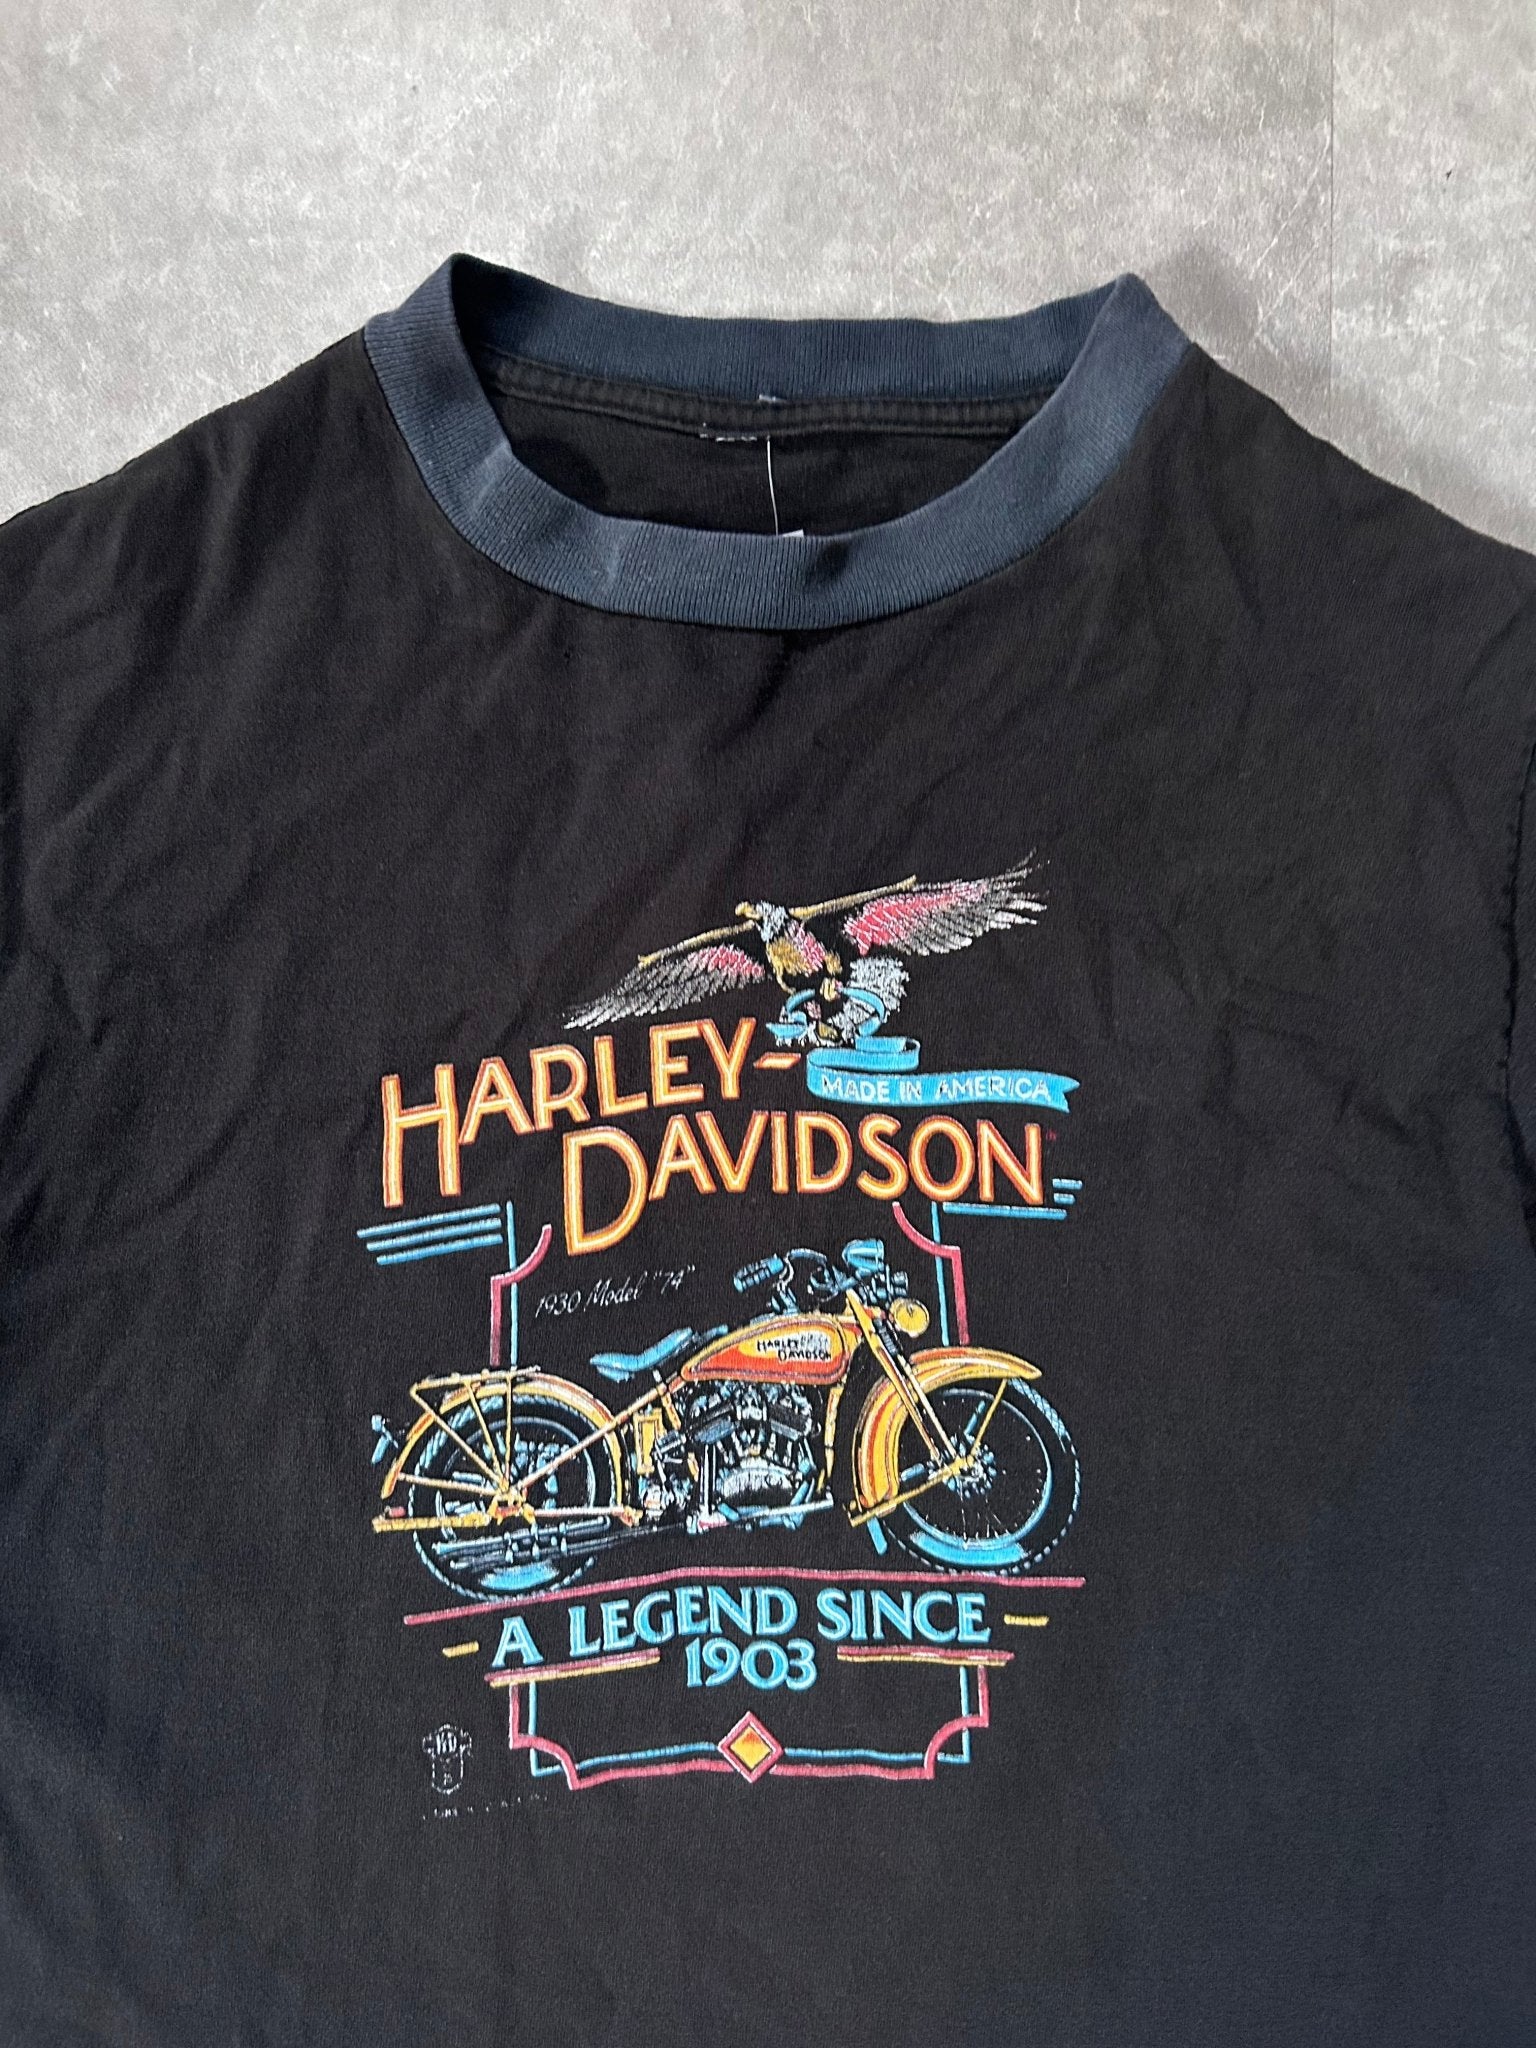 MADE IN AMERICA
HARLEY-
DAVIDSON
1930 Model "74"
HARLEY
DAVIDSON
A LEGEND SINCE
1903